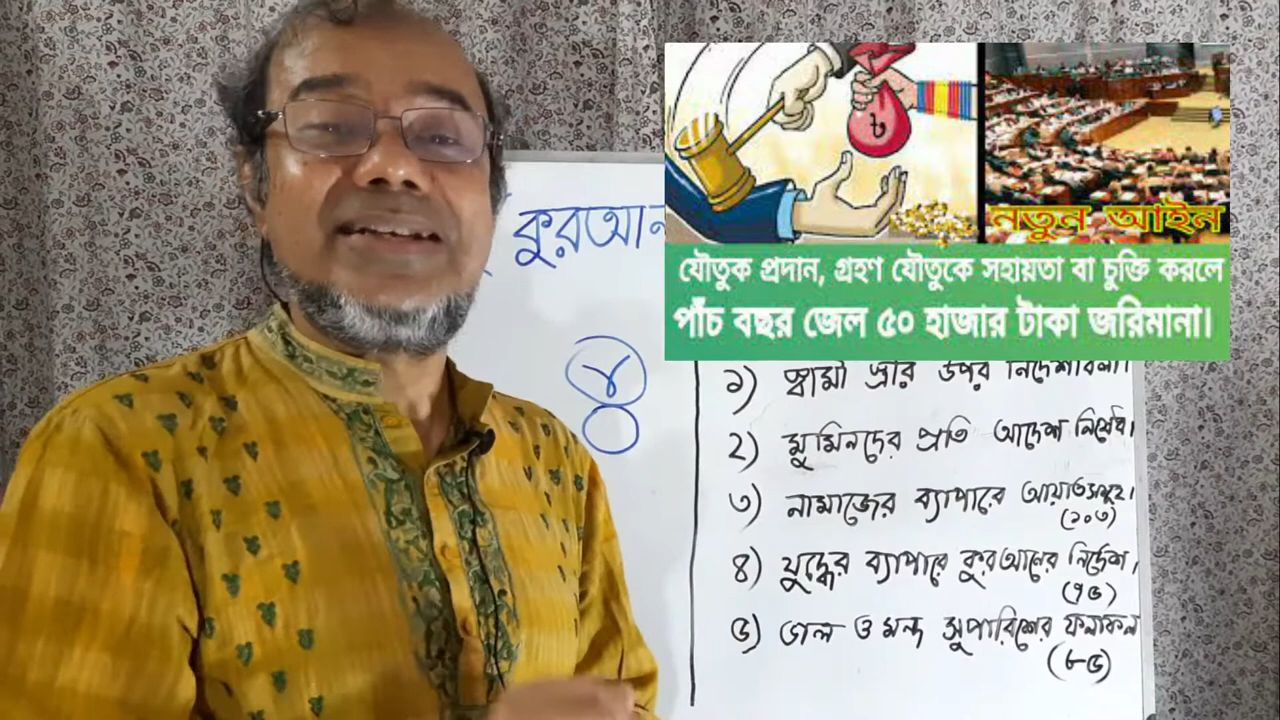 কুরআন
৪
৳
নতুন আইন
যৌতুক প্রদান, গ্রহণ যৌতুকে সহায়তা বা চুক্তি করলে
পাঁচ বছর জেল ৫০ হাজার টাকা জরিমানা।
১) স্বামী স্ত্রীর উপর নির্দেশাবলী।
২) মুমিনদের প্রতি আদেশ নিষেধ।
৩) নামাজের ব্যাপারে আয়াতসমূহ।
(১০৩)
৪) যুদ্ধের ব্যাপারে কুরআনের নির্দেশ।
(৭৫)
৫) ভাল ও মন্দ সুপারিশের ফলাফল
(৮৫)